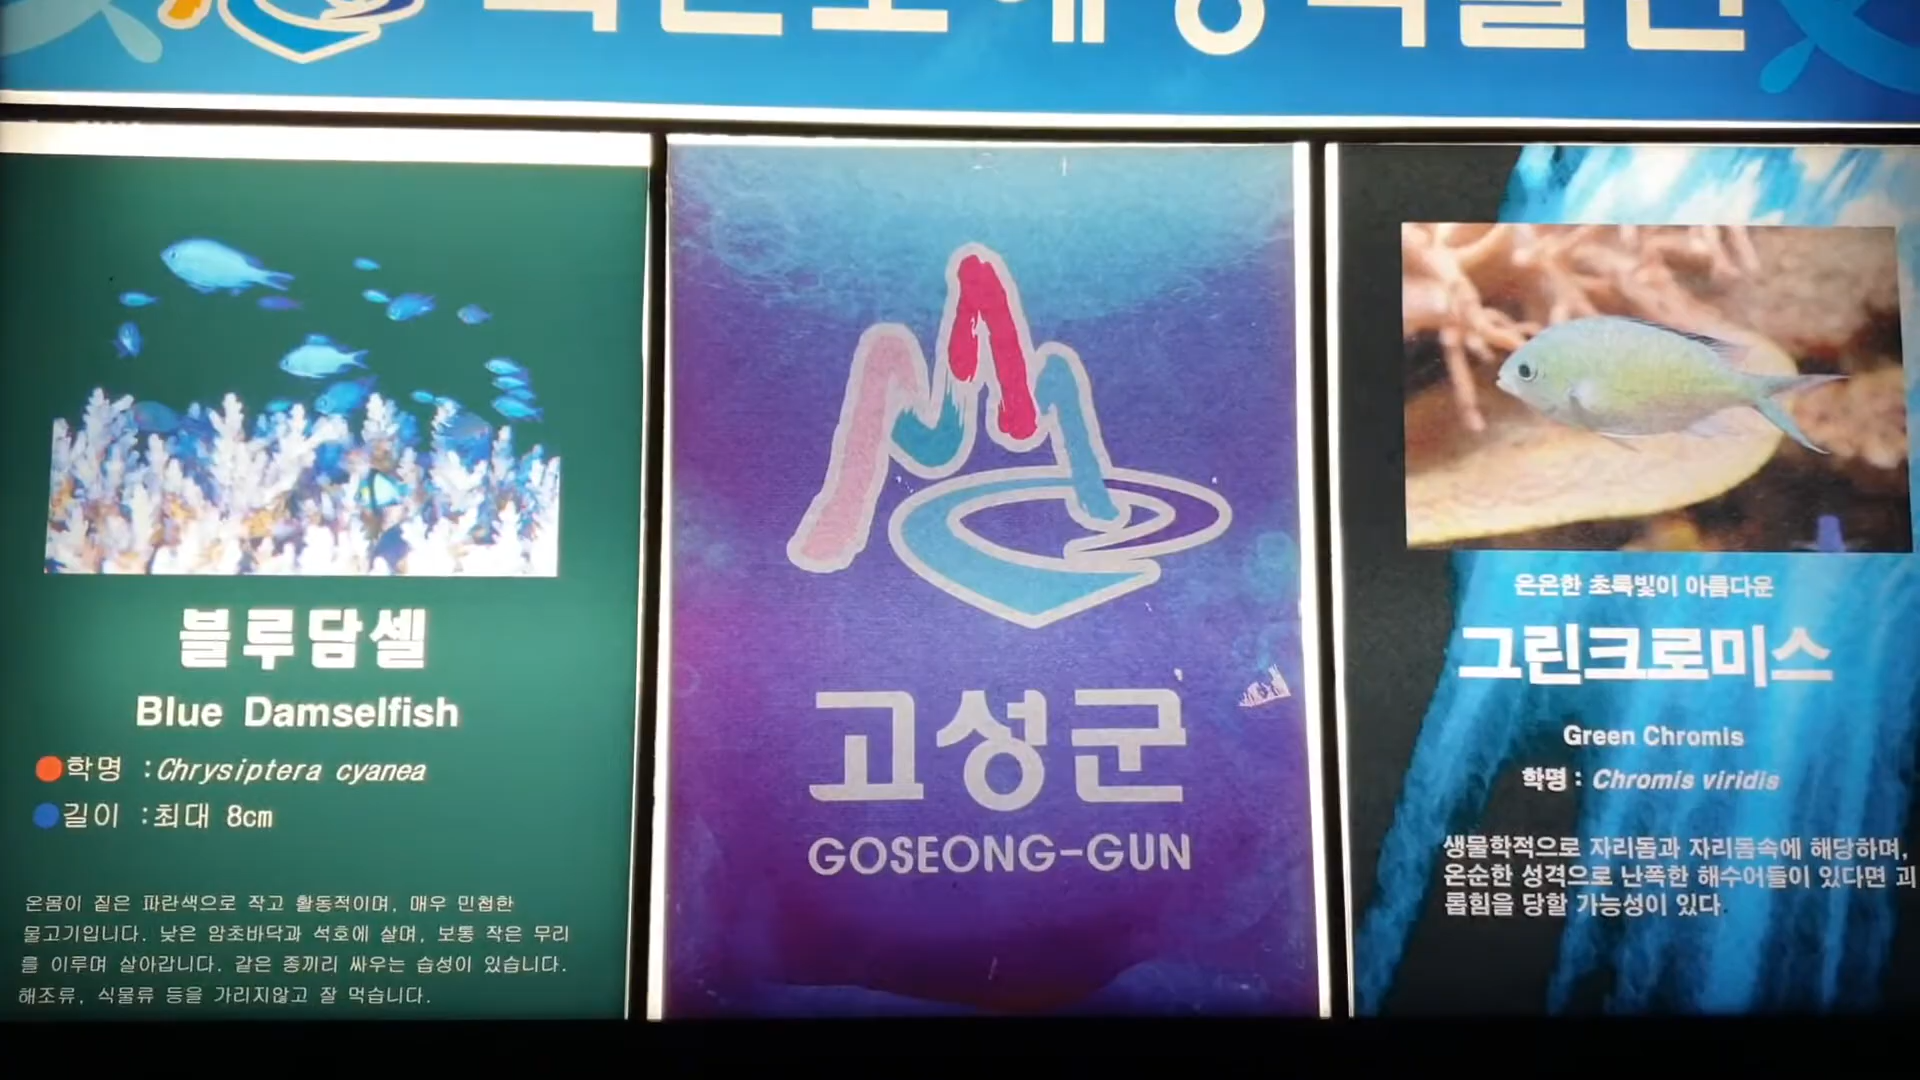 블루담셀
Blue Damselfish
학명 :Chrysiptera cyanea
길이 :최대 8cm
온몸이 짙은 파란색으로 작고 활동적이며, 매우 민첩한
물고기입니다. 낮은 암초바닥과 석호에 살며, 보통 작은 무리
를 이루며 살아갑니다. 같은 종끼리 싸우는 습성이 있습니다.
해조류, 식물류 등을 가리지않고 잘 먹습니다.
고성군
GOSEONG-GUN
은은한 초록빛이 아름다운
그린크로미스
Green Chromis
학명 : Chromis viridis
생물학적으로 자리돔과 자리돔속에 해당하며,
온순한 성격으로 난폭한 해수어들이 있다면 괴
롭힘을 당할 가능성이 있다.